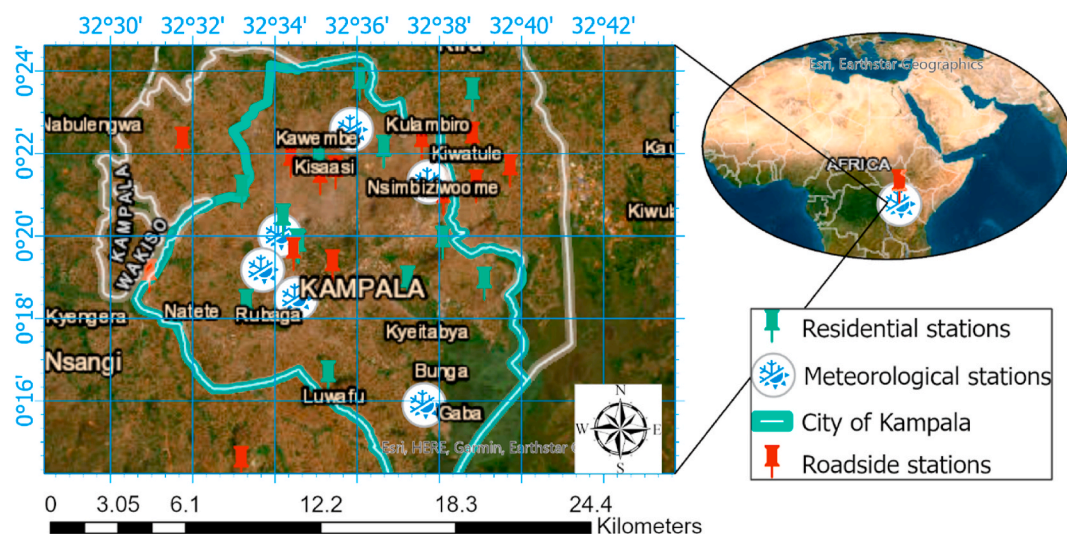 32°30' 32°32' 32°34' 32°36' 32°38' 32°40' 32°42'
0°24'
0°22'
0°20'
0°18'
0°16'
Kira
Nabulengwa
Kulambiro
Kawembe
Kiwatule
Kisaasi
Nsimbiziwoome
KAMPALA
WAKISO
KAMPALA
Natete
Rubaga
Kyengera
Kyeitabya
Nsangi
Bunga
Luwafu
Gaba
Esri, HERE, Garmin, Earthstar
N
W E
S
Esri, Earthstar Geographics
AFRICA
Residential stations
Meteorological stations
City of Kampala
Roadside stations
0 3.05 6.1 12.2 18.3 24.4
Kilometers